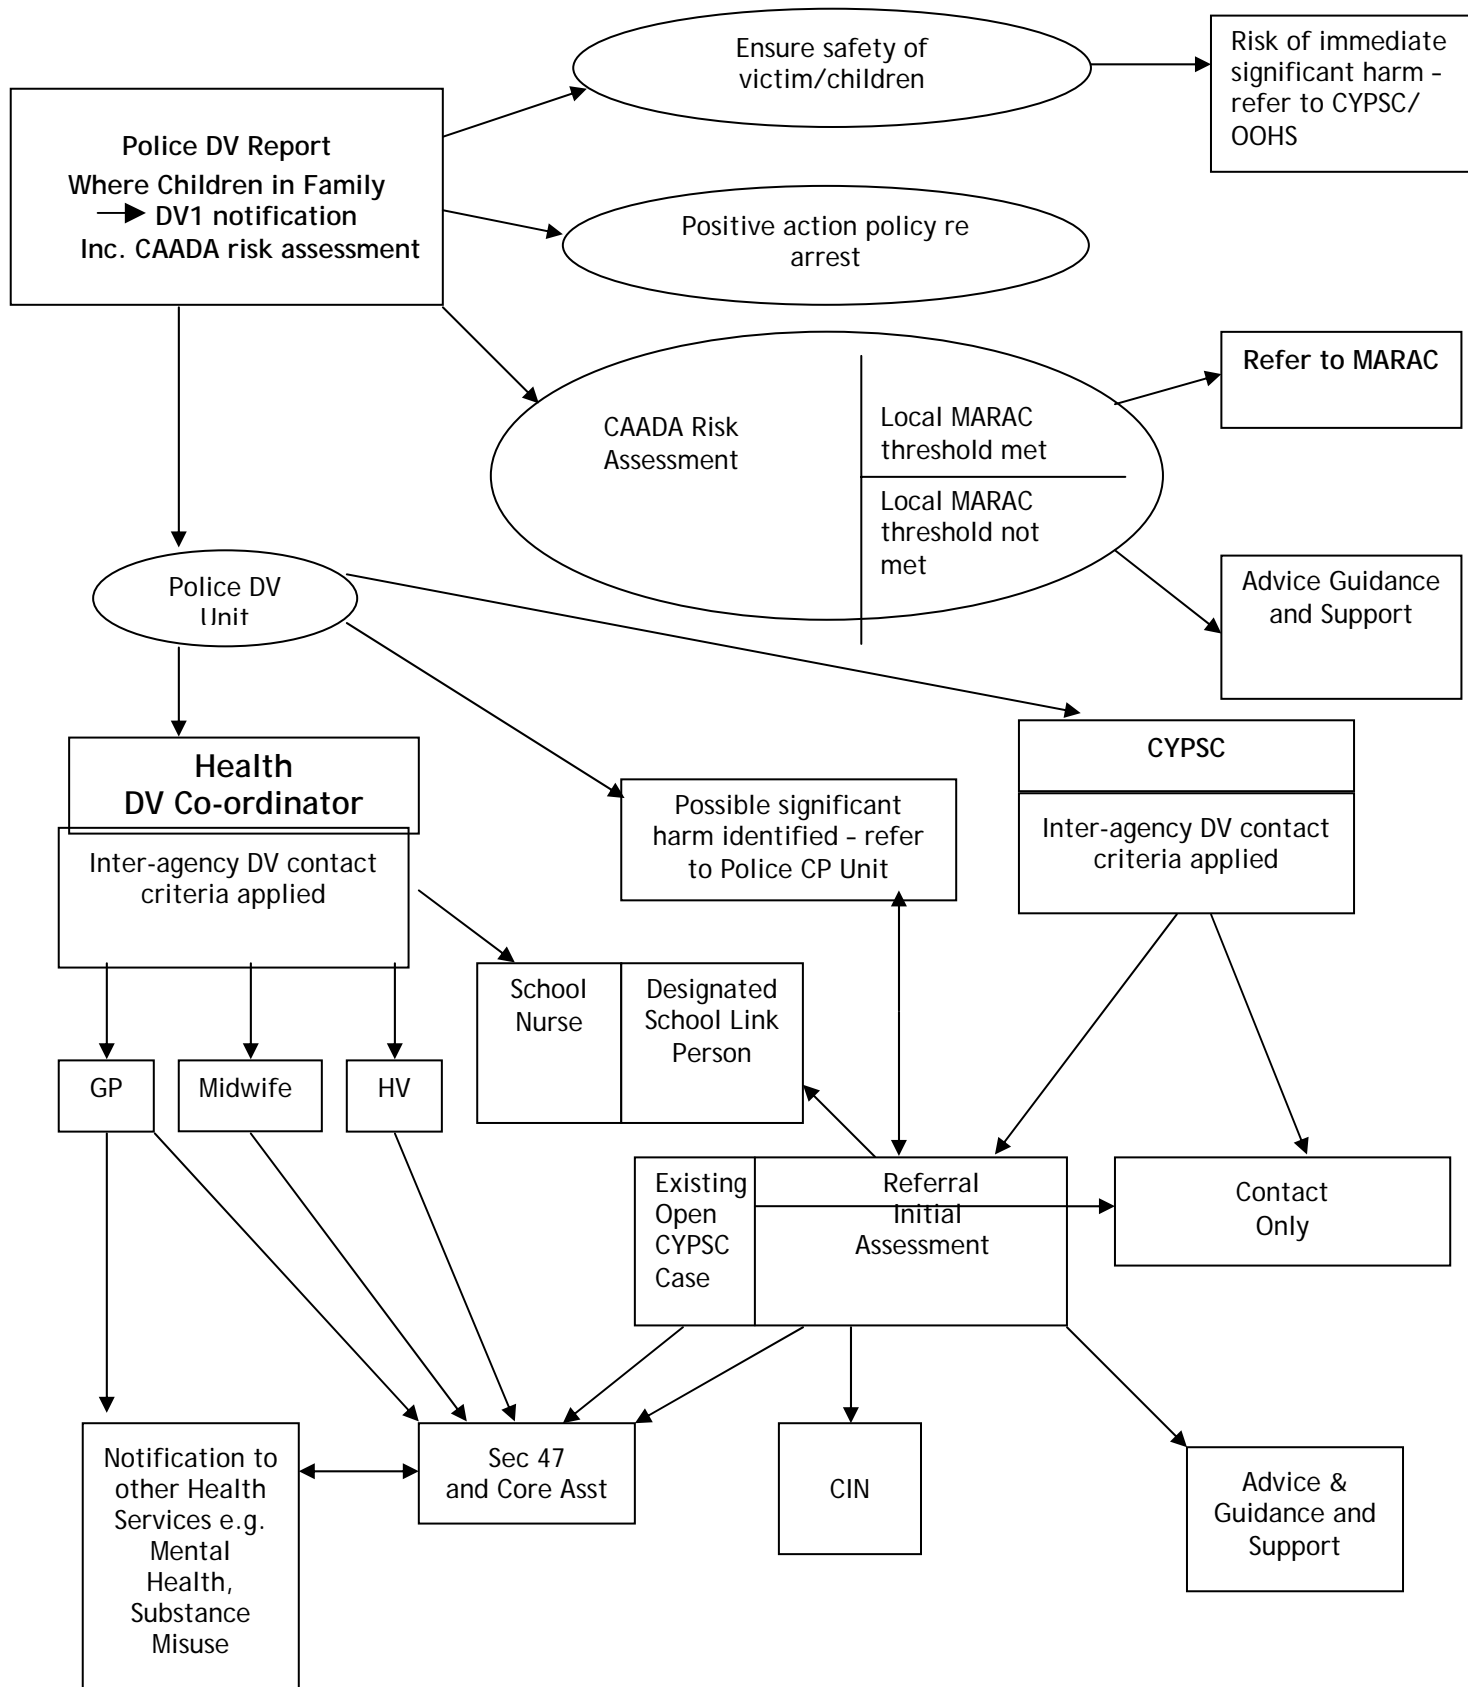 Ensure safety of
victim/children
Risk of immediate
significant harm –
refer to CYPSC/
OOHS
Police DV Report
Where Children in Family
DV1 notification
Inc. CAADA risk assessment
Positive action policy re
arrest
CAADA Risk
Assessment
Local MARAC
threshold met
Local MARAC
threshold not
met
Refer to MARAC
Advice Guidance
and Support
Police DV
Unit
Health
DV Co-ordinator
Inter-agency DV contact
criteria applied
Possible significant
harm identified – refer
to Police CP Unit
CYPSC
Inter-agency DV contact
criteria applied
School
Nurse
Designated
School Link
Person
GP
Midwife
HV
Existing
Open
CYPSC
Case
Referral
Initial
Assessment
Contact
Only
Notification to
other Health
Services e.g.
Mental
Health,
Substance
Misuse
Sec 47
and Core Asst
CIN
Advice &
Guidance and
Support